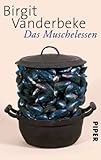 Birgit
Vanderbeke
Das Muschelessen
PIPER